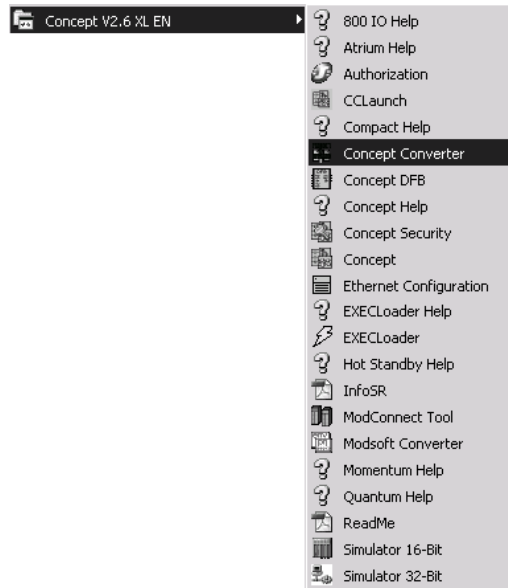 Concept V2.6 XL EN
800 IO Help
Atrium Help
Authorization
CCLaunch
Compact Help
Concept Converter
Concept DFB
Concept Help
Concept Security
Concept
Ethernet Configuration
EXECLoader Help
EXECLoader
Hot Standby Help
InfoSR
ModConnect Tool
Modsoft Converter
Momentum Help
Quantum Help
ReadMe
Simulator 16-Bit
Simulator 32-Bit